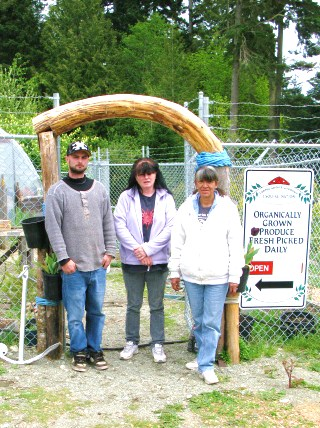 ORGANICALLY
GROWN
PRODUCE
FRESH PICKED
DAILY
OPEN